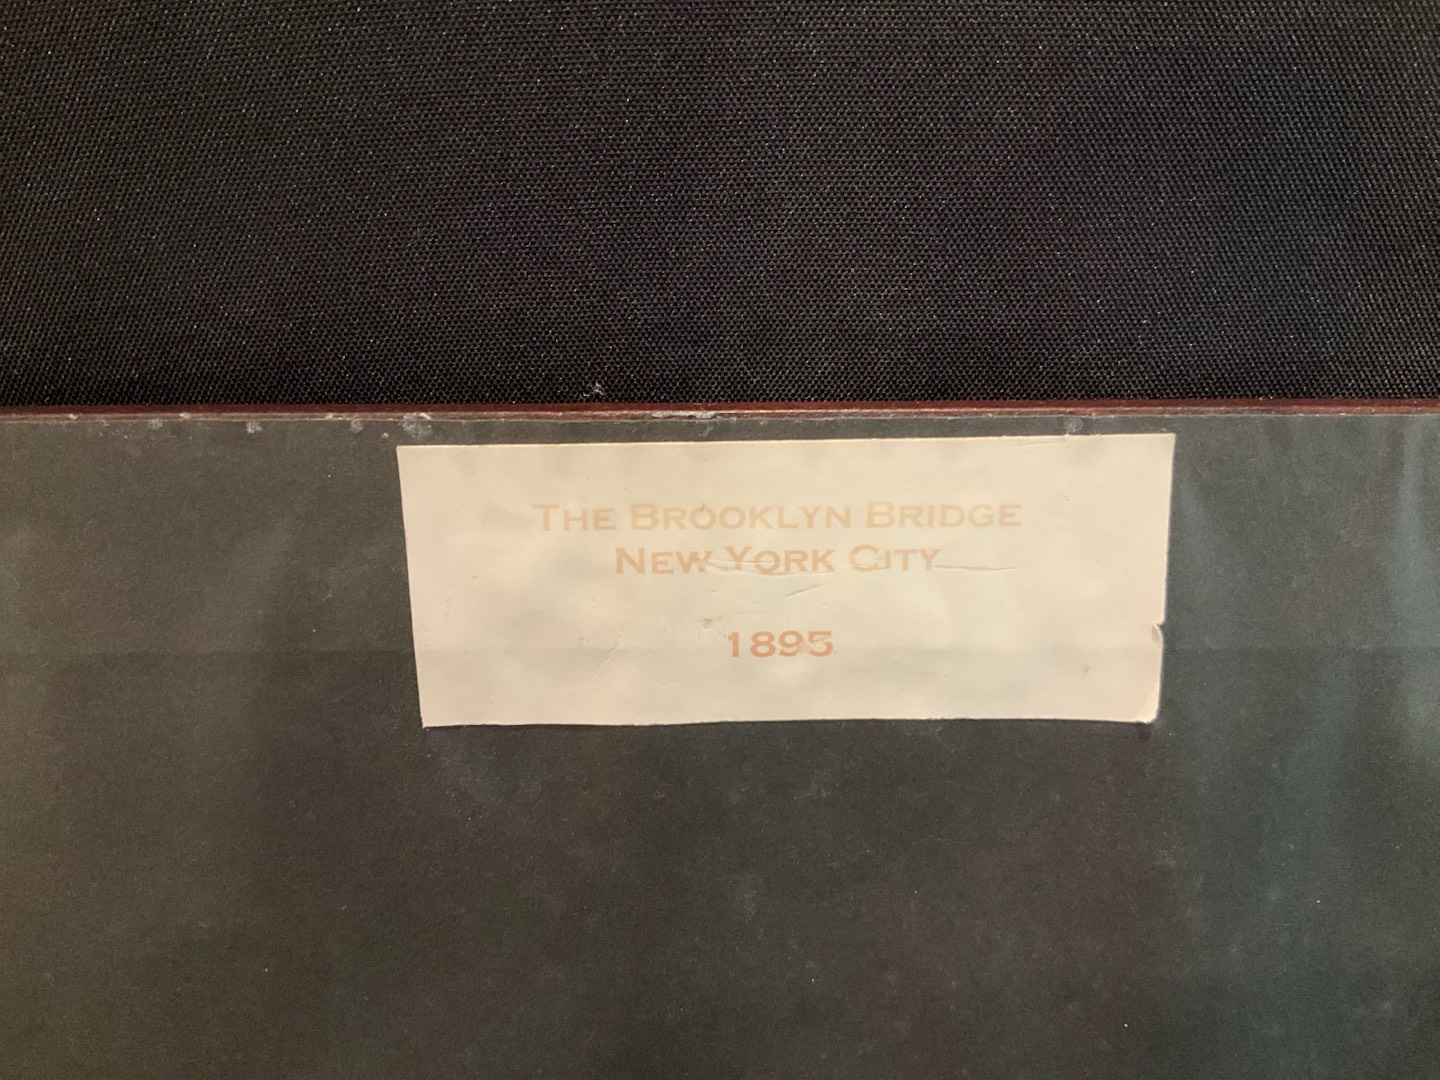 THE BROOKLYN BRIDGE
NEW YORK CITY
1895